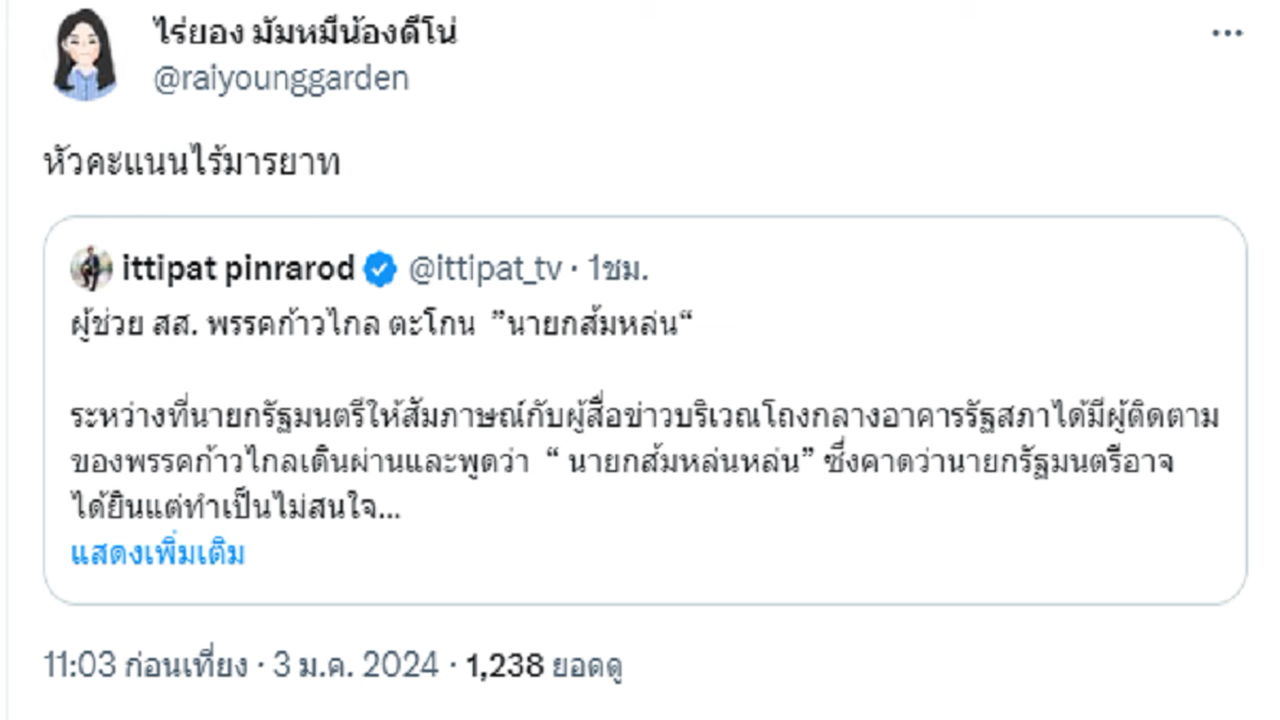 ไร่ยอง มัมหมีน้องดีโน่
@raiyounggarden
หัวคะแนนไร้มารยาท
ittipat pinrarod @ittipat_tv · 1ชม.
ผู้ช่วย สส. พรรคก้าวไกล ตะโกน ”นายกส้มหล่น“
ระหว่างที่นายกรัฐมนตรีให้สัมภาษณ์กับผู้สื่อข่าวบริเวณโถงกลางอาคารรัฐสภาได้มีผู้ติดตาม
ของพรรคก้าวไกลเดินผ่านและพูดว่า “ นายกส้มหล่นหล่น” ซึ่งคาดว่านายกรัฐมนตรีอาจ
ได้ยินแต่ทำเป็นไม่สนใจ...
แสดงเพิ่มเติม
11:03 ก่อนเที่ยง · 3 ม.ค. 2024 · 1,238 ยอดดู